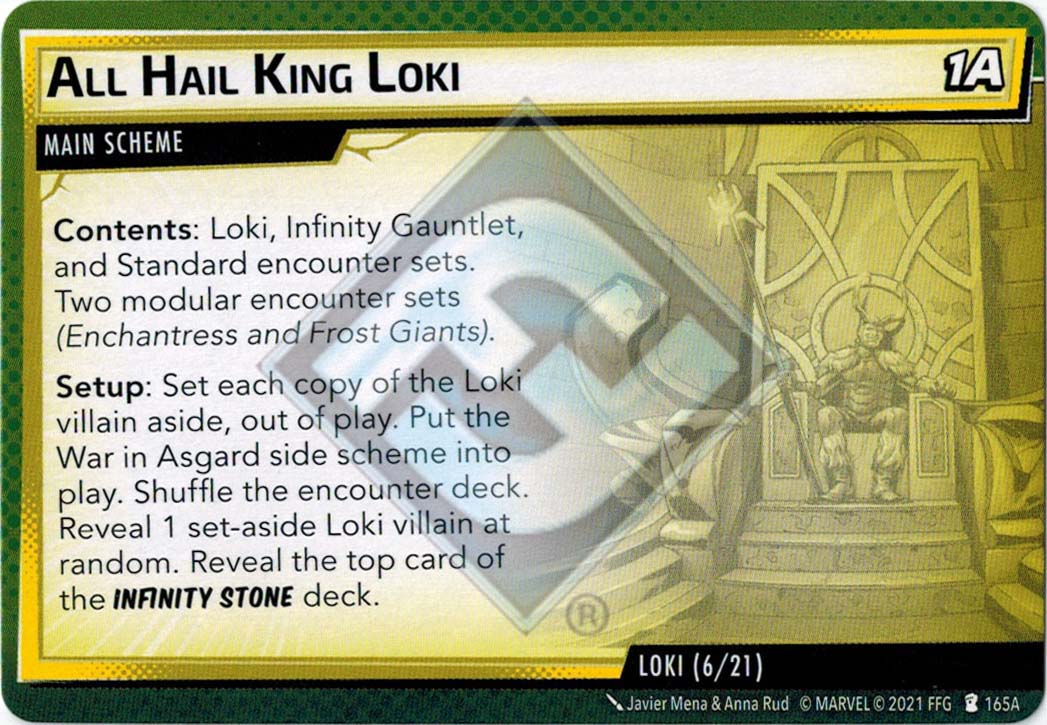 ALL HAIL KING LOKI
1A
MAIN SCHEME
Contents: Loki, Infinity Gauntlet,
and Standard encounter sets.
Two modular encounter sets
(Enchantress and Frost Giants).
Setup: Set each copy of the Loki
villain aside, out of play. Put the
War in Asgard side scheme into
play. Shuffle the encounter deck.
Reveal 1 set-aside Loki villain at
random. Reveal the top card of
the INFINITY STONE deck.
®
LOKI (6/21)
Javier Mena & Anna Rud © MARVEL © 2021 FFG 165A